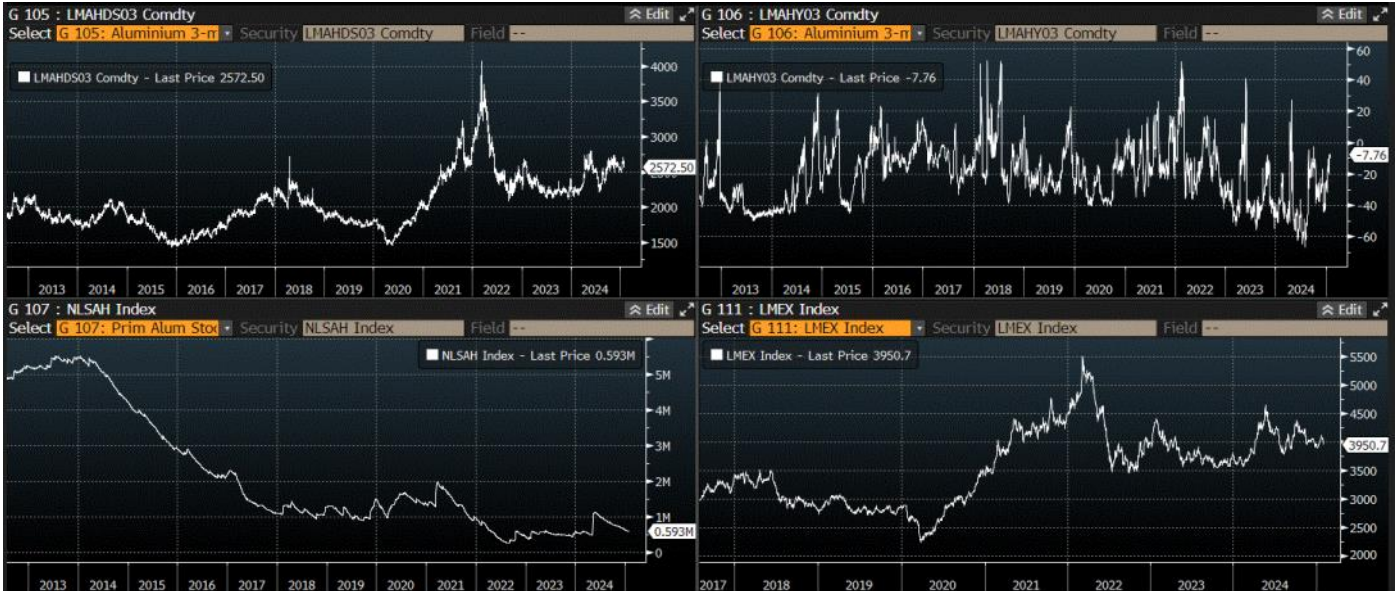 G 105 : LMAHDS03 Comdty
Edit
Select G 105: Aluminium 3-m Security LMAHDS03 Comdty Field --
LMAHDS03 Comdty - Last Price 2572.50
4000
3500
3000
2572.50
2500
2000
1500
2013 2014 2015 2016 2017 2018 2019 2020 2021 2022 2023 2024
G 106 : LMAHY03 Comdty
Edit
Select G 106: Aluminium 3-m Security LMAHY03 Comdty Field --
LMAHY03 Comdty - Last Price -7.76
60
40
20
0
-7.76
-20
-40
-60
2013 2014 2015 2016 2017 2018 2019 2020 2021 2022 2023 2024
G 107 : NLSAH Index
Edit
Select G 107: Prim Alum Stoc Security NLSAH Index Field --
NLSAH Index - Last Price 0.593M
5M
4M
3M
2M
1M
0.593M
0
2013 2014 2015 2016 2017 2018 2019 2020 2021 2022 2023 2024
G 111 : LMEX Index
Edit
Select G 111: LMEX Index Security LMEX Index Field --
LMEX Index - Last Price 3950.7
5500
5000
4500
3950.7
3500
3000
2500
2000
2017 2018 2019 2020 2021 2022 2023 2024